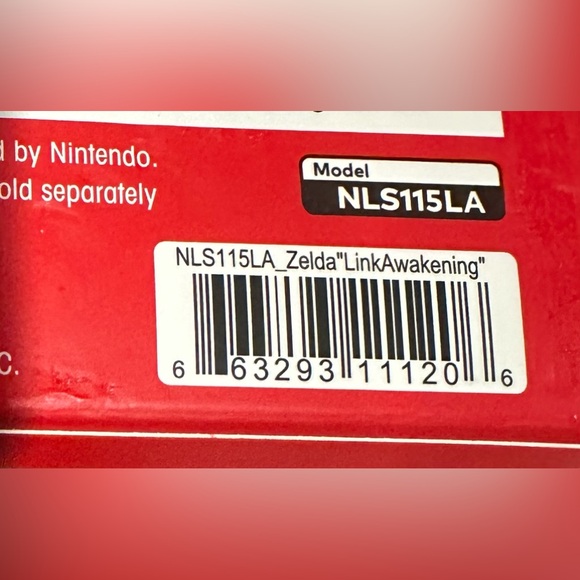 by Nintendo.
old separately
Model
NLS115LA
NLS115LA_Zelda"LinkAwakening"
6 63293 11120 6
C.